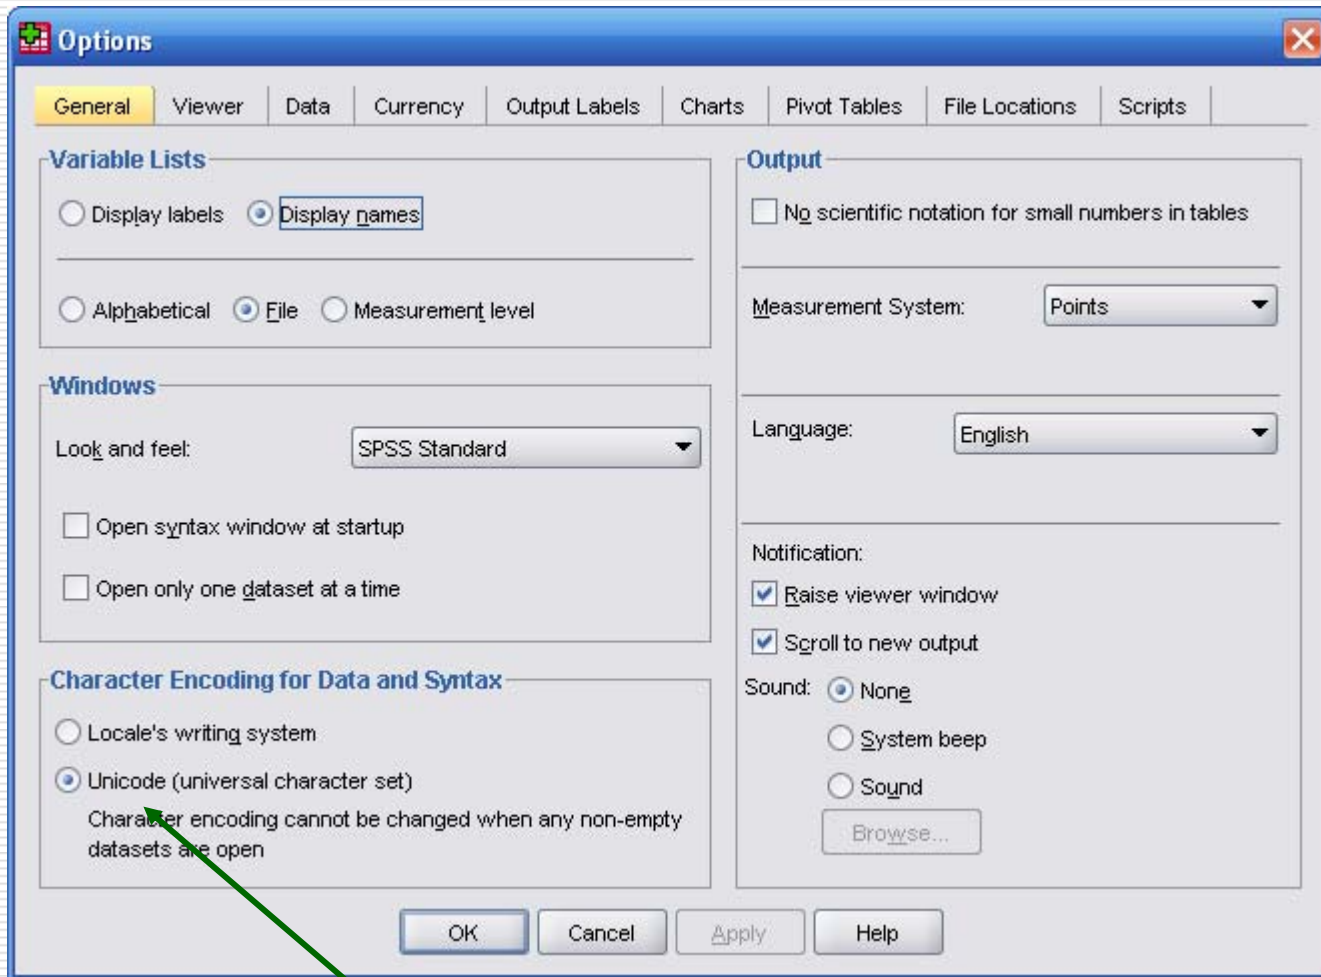 Options
General Viewer Data Currency Output Labels Charts Pivot Tables File Locations Scripts
Variable Lists
Display labels Display names
Alphabetical File Measurement level
Windows
Look and feel: SPSS Standard
Open syntax window at startup
Open only one dataset at a time
Character Encoding for Data and Syntax
Locale's writing system
Unicode (universal character set)
Character encoding cannot be changed when any non-empty
datasets are open
Output
No scientific notation for small numbers in tables
Measurement System: Points
Language: English
Notification:
Raise viewer window
Scroll to new output
Sound: None
System beep
Sound
Browse...
OK Cancel Apply Help